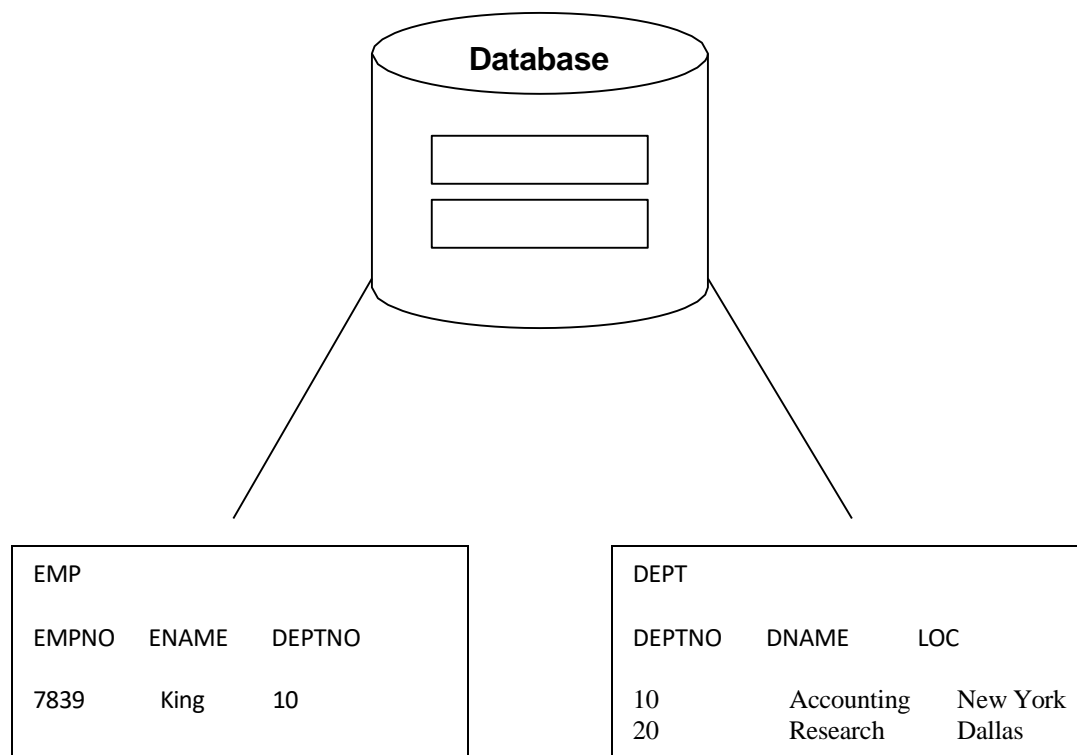 Database
EMP
EMPNO ENAME DEPTNO
7839 King 10
DEPT
DEPTNO DNAME LOC
10 Accounting New York
20 Research Dallas